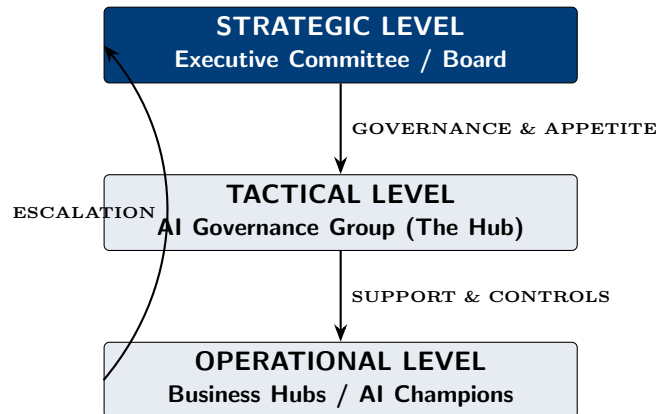 STRATEGIC LEVEL
Executive Committee / Board
GOVERNANCE & APPETITE
TACTICAL LEVEL
ESCALATION
AI Governance Group (The Hub)
SUPPORT & CONTROLS
OPERATIONAL LEVEL
Business Hubs / AI Champions